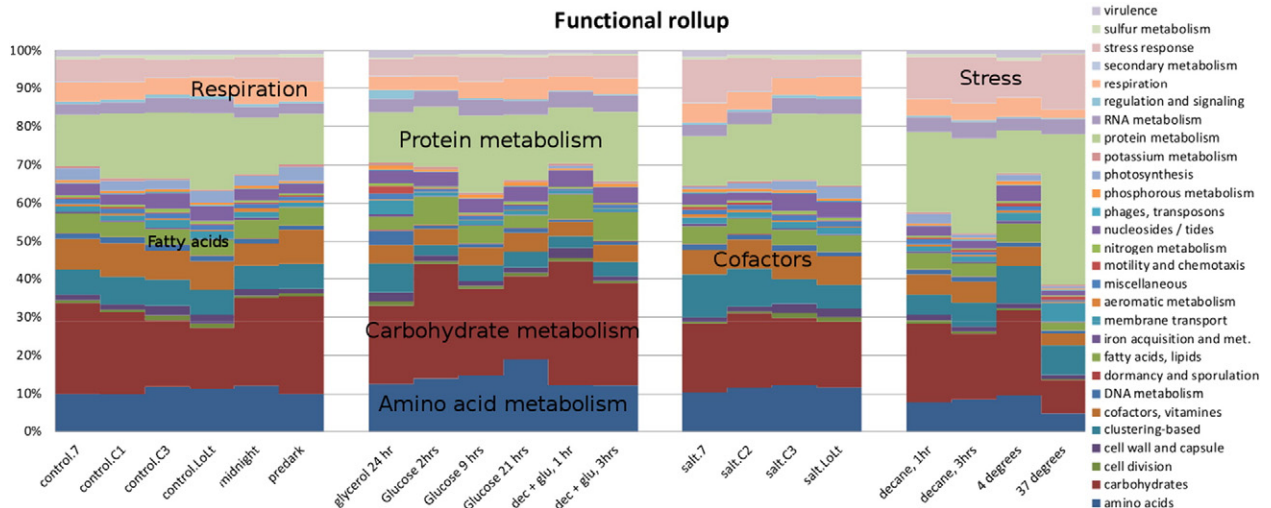 Functional rollup
100%
90%
80%
70%
60%
50%
40%
30%
20%
10%
0%
Respiration
Fatty acids
Protein metabolism
Carbohydrate metabolism
Amino acid metabolism
Cofactors
Stress
control.7
control.C1
control.C3
control.LoLt
midnight
predark
glycerol 24 hr
Glucose 2hrs
Glucose 9 hrs
Glucose 21 hrs
dec + glu, 1 hr
dec + glu, 3hrs
salt.7
salt.C2
salt.C3
salt.LoLt
decane, 1hr
decane, 3hrs
4 degrees
37 degrees
virulence
sulfur metabolism
stress response
secondary metabolism
respiration
regulation and signaling
RNA metabolism
protein metabolism
potassium metabolism
photosynthesis
phosphorous metabolism
phages, transposons
nucleosides / tides
nitrogen metabolism
motility and chemotaxis
miscellaneous
aeromatic metabolism
membrane transport
iron acquisition and met.
fatty acids, lipids
dormancy and sporulation
DNA metabolism
cofactors, vitamines
clustering-based
cell wall and capsule
cell division
carbohydrates
amino acids